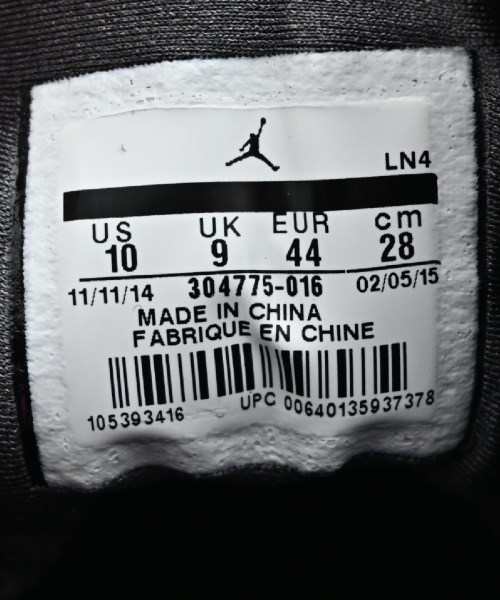 LN4
US UK EUR cm
10 9 44 28
11/11/14 304775-016 02/05/15
MADE IN CHINA
FABRIQUE EN CHINE
105393416 UPC 00640135937378